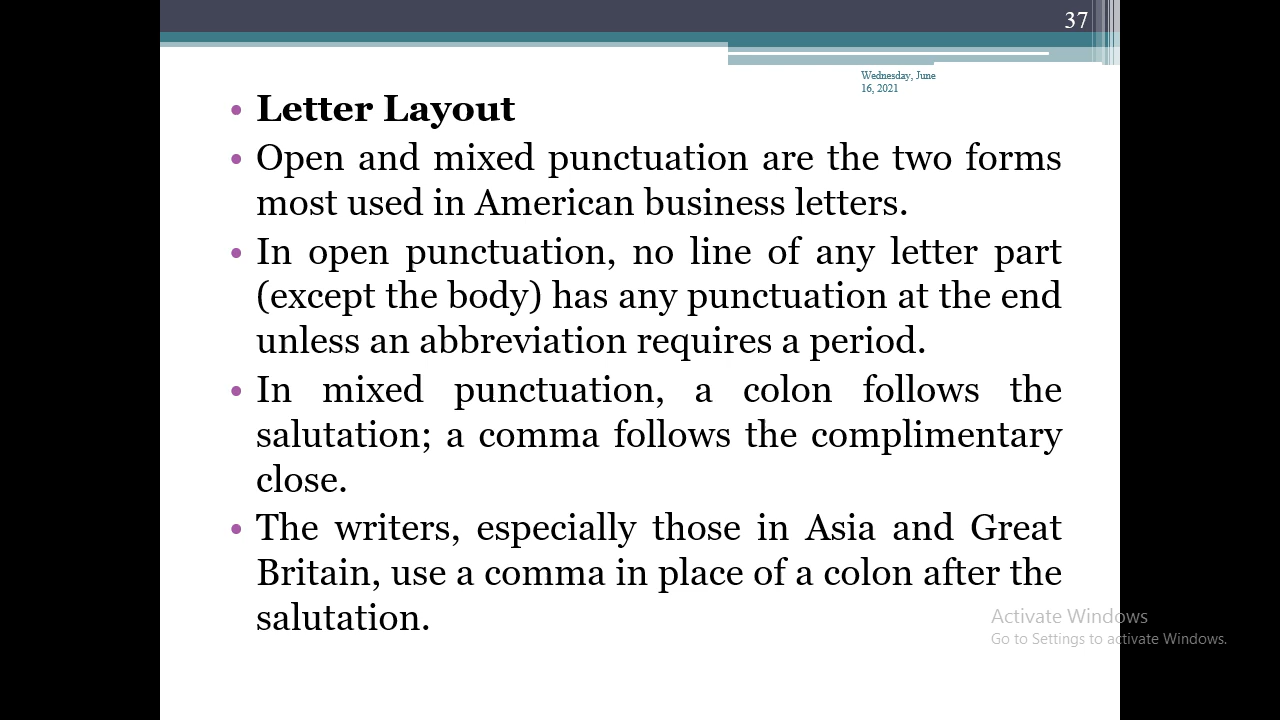 37
Wednesday, June
16, 2021
• Letter Layout
• Open and mixed punctuation are the two forms
most used in American business letters.
• In open punctuation, no line of any letter part
(except the body) has any punctuation at the end
unless an abbreviation requires a period.
• In mixed punctuation, a colon follows the
salutation; a comma follows the complimentary
close.
• The writers, especially those in Asia and Great
Britain, use a comma in place of a colon after the
salutation.
Activate Windows
Go to Settings to activate Windows.